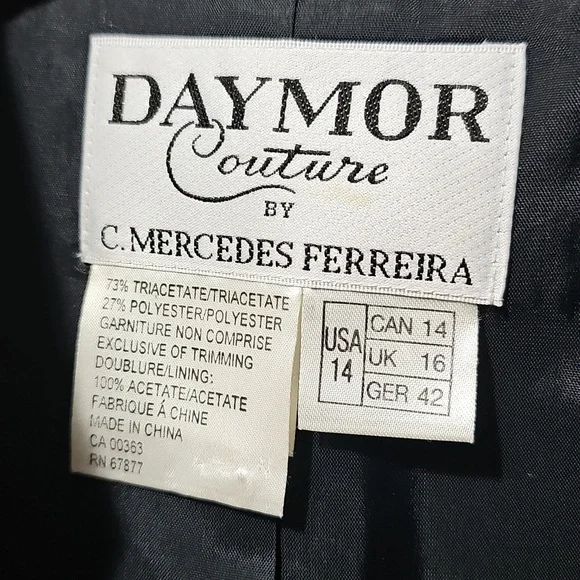 DAYMOR
Couture
BY
C. MERCEDES FERREIRA
73% TRIACETATE/TRIACETATE
27% POLYESTER/POLYESTER
GARNITURE NON COMPRISE
EXCLUSIVE OF TRIMMING
DOUBLURE/LINING:
100% ACETATE/ACETATE
FABRIQUE Á CHINE
MADE IN CHINA
CA 00363
RN 67877
USA 14
CAN 14
UK 16
GER 42